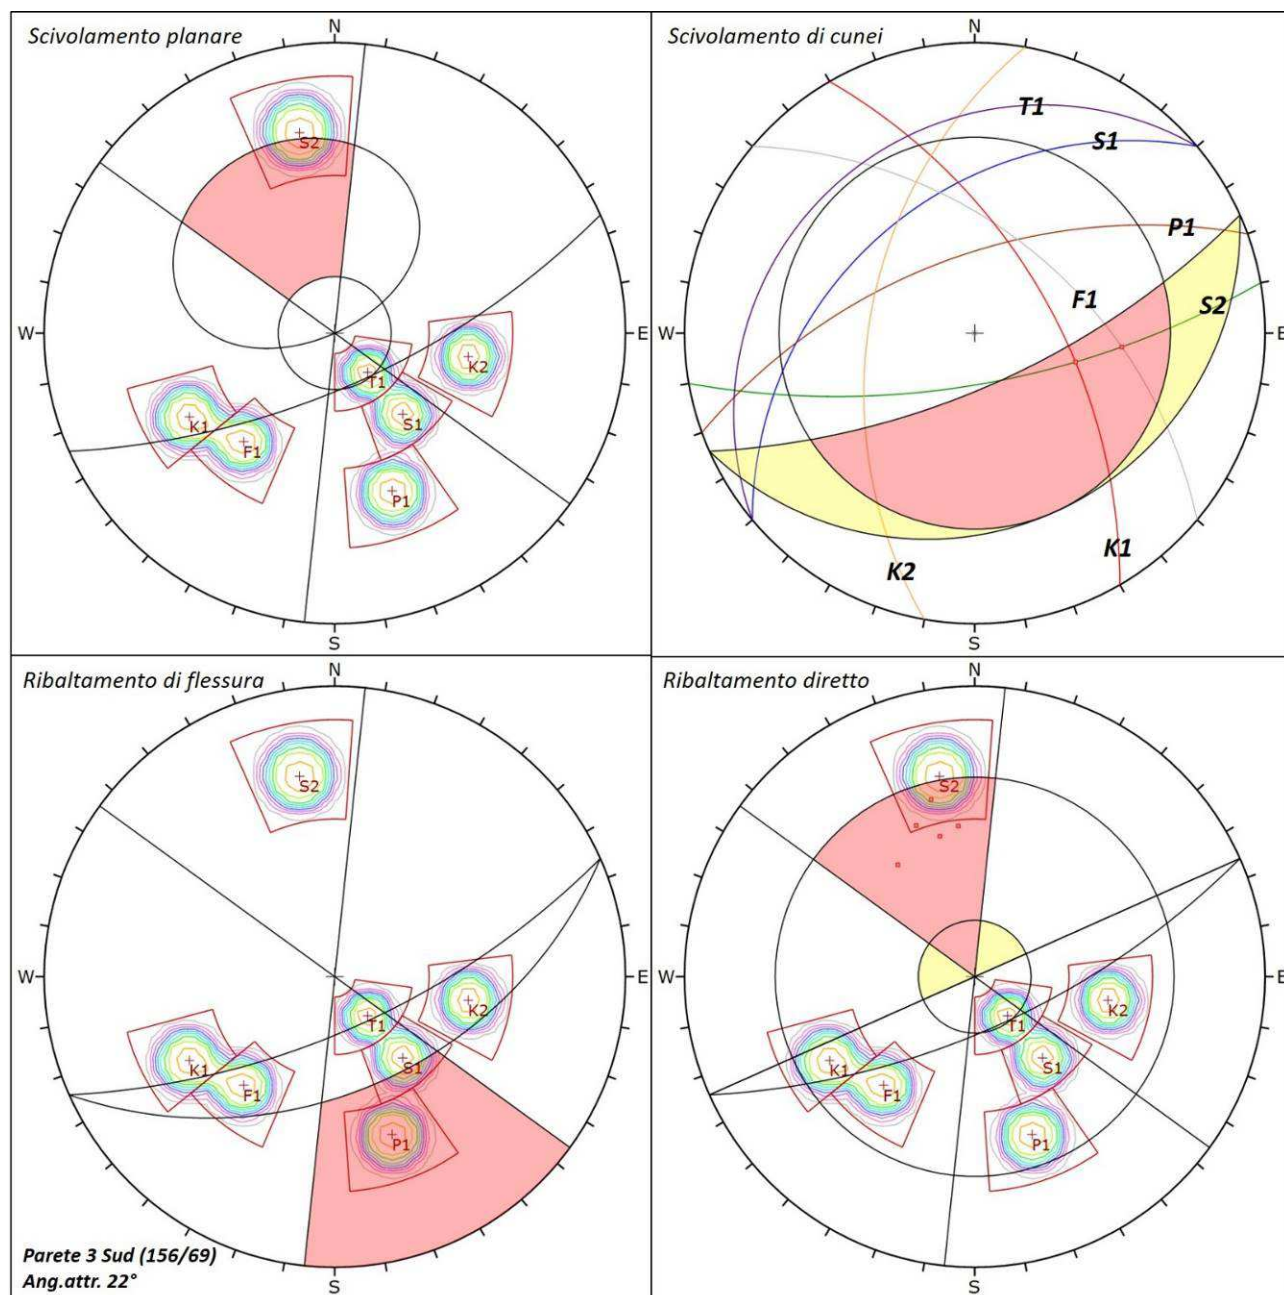 Scivolamento planare
N
S2
W
E
T1
K2
K1
S1
F1
P1
S
Scivolamento di cunei
N
T1
S1
P1
F1
S2
W
E
K1
K2
S
Ribaltamento di flessura
N
S2
W
E
T1
K2
K1
S1
F1
P1
Parete 3 Sud (156/69)
Ang.attr. 22°
S
Ribaltamento diretto
N
S2
W
E
T1
K2
K1
S1
F1
P1
S